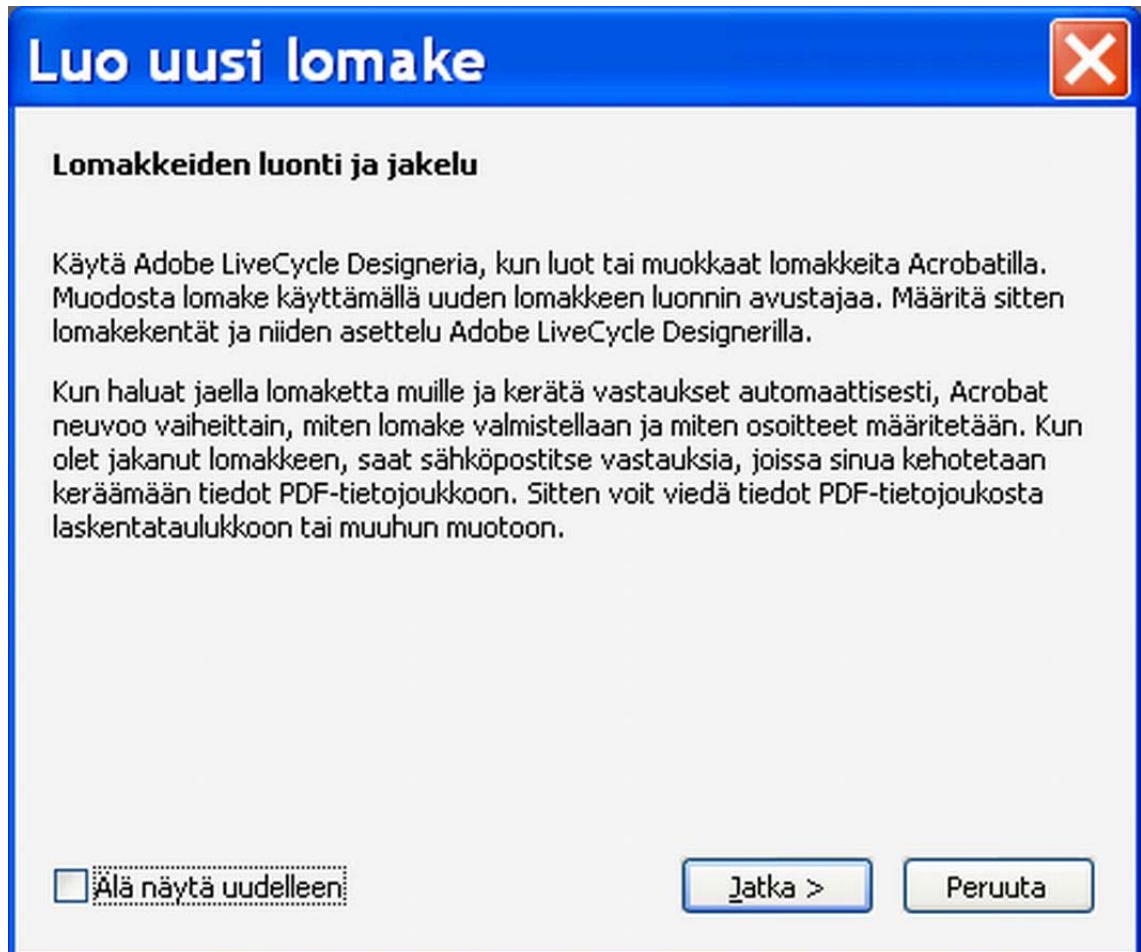 Luo uusi lomake
Lomakkeiden luonti ja jakelu
Käytä Adobe LiveCycle Designeria, kun luot tai muokkaat lomakkeita Acrobatilla.
Muodosta lomake käyttämällä uuden lomakkeen luonnin avustajaa. Määritä sitten
lomakekentät ja niiden asettelu Adobe LiveCycle Designerilla.
Kun haluat jaella lomaketta muille ja kerätä vastaukset automaattisesti, Acrobat
neuvoo vaiheittain, miten lomake valmistellaan ja miten osoitteet määritetään. Kun
olet jakanut lomakkeen, saat sähköpostitse vastauksia, joissa sinua kehotetaan
keräämään tiedot PDF-tietojoukkoon. Sitten voit viedä tiedot PDF-tietojoukosta
laskentataulukkoon tai muuhun muotoon.
Älä näytä uudelleen
Jatka >
Peruuta